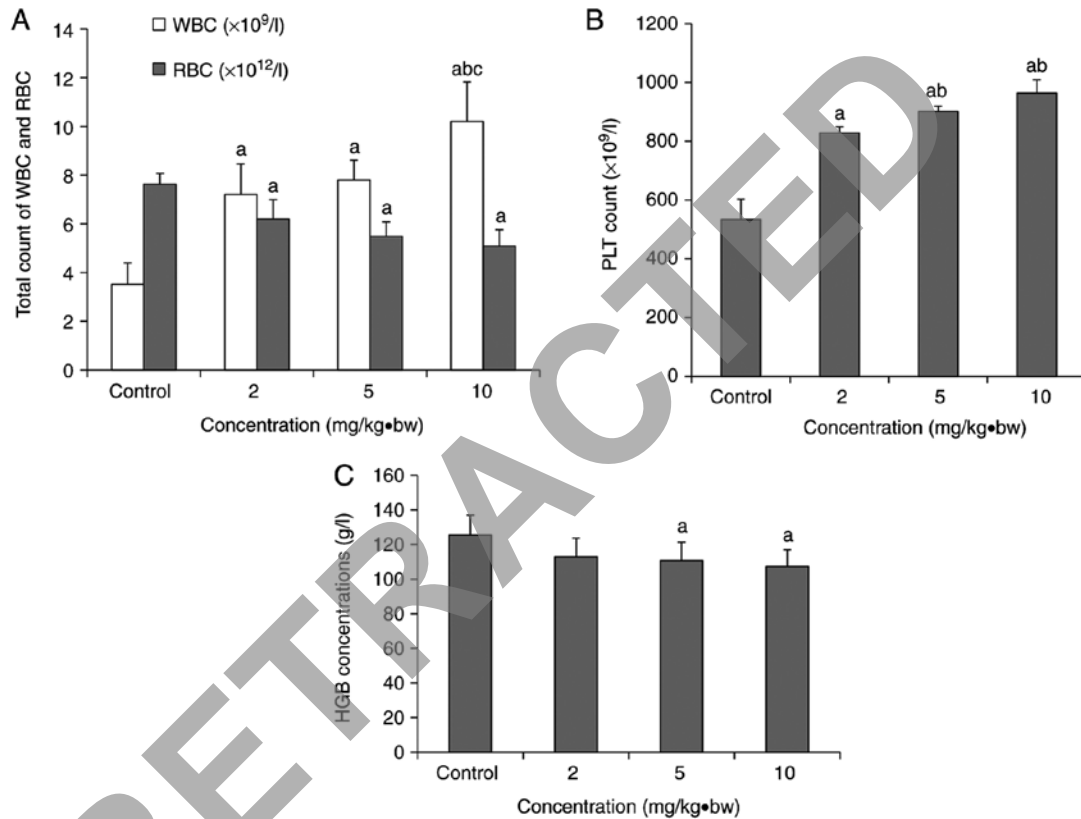 A
WBC (×10⁹/l)
RBC (×10¹²/l)
Total count of WBC and RBC
14
12
10
8
6
4
2
0
a
a
a
a
abc
a
Control
2
5
10
Concentration (mg/kg•bw)
B
PLT count (×10⁹/l)
1200
1000
800
600
400
200
0
a
ab
ab
Control
2
5
10
Concentration (mg/kg•bw)
C
HGB concentrations (g/l)
160
140
120
100
80
60
40
20
0
a
a
Control
2
5
10
Concentration (mg/kg•bw)
RETRACTED